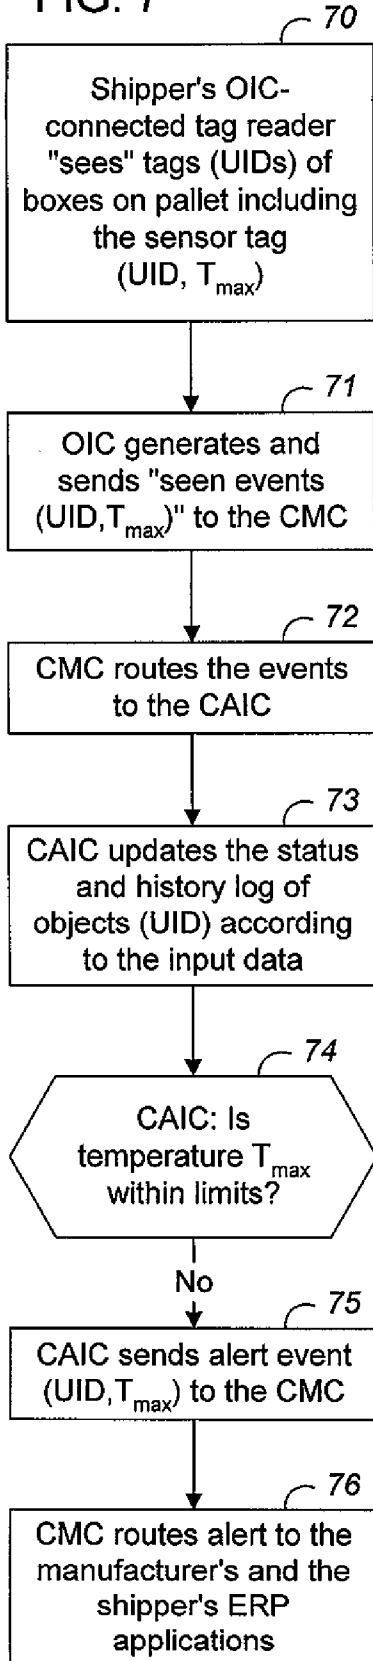 FIG. 7
70
Shipper's OIC-
connected tag reader
"sees" tags (UIDs) of
boxes on pallet including
the sensor tag
(UID, Tmax)
71
OIC generates and
sends "seen events
(UID,Tmax)" to the CMC
72
CMC routes the events
to the CAIC
73
CAIC updates the status
and history log of
objects (UID) according
to the input data
74
CAIC: Is
temperature Tmax
within limits?
No
75
CAIC sends alert event
(UID,Tmax) to the CMC
76
CMC routes alert to the
manufacturer's and the
shipper's ERP
applications